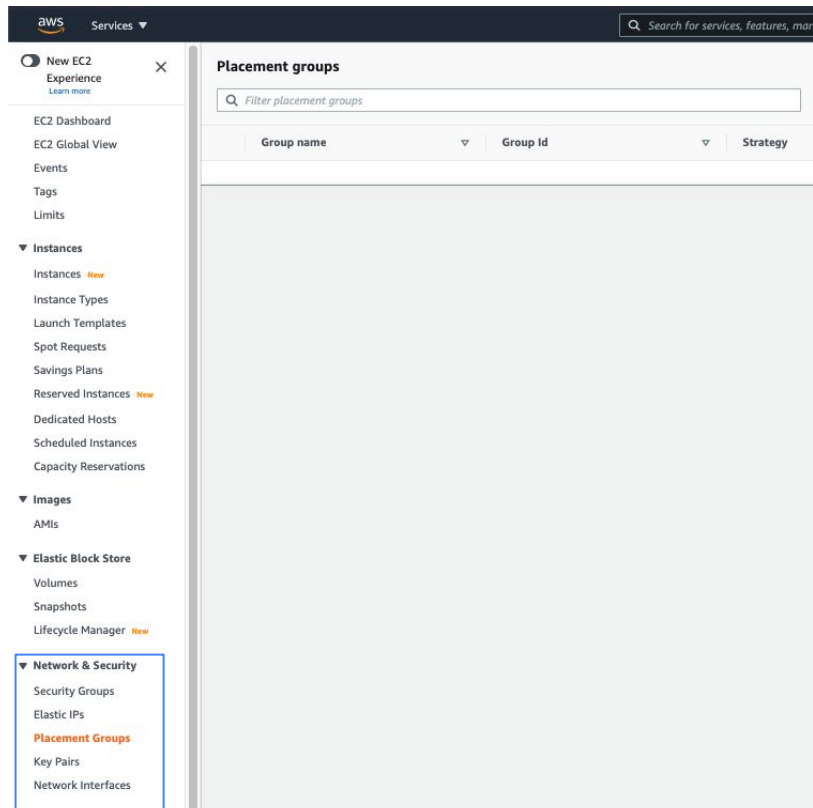 aws Services ▼
Search for services, features, mar
New EC2
Experience
Learn more
EC2 Dashboard
EC2 Global View
Events
Tags
Limits
Instances
Instances New
Instance Types
Launch Templates
Spot Requests
Savings Plans
Reserved Instances New
Dedicated Hosts
Scheduled Instances
Capacity Reservations
Images
AMIs
Elastic Block Store
Volumes
Snapshots
Lifecycle Manager New
Network & Security
Security Groups
Elastic IPs
Placement Groups
Key Pairs
Network Interfaces
Placement groups
Filter placement groups
Group name Group Id Strategy